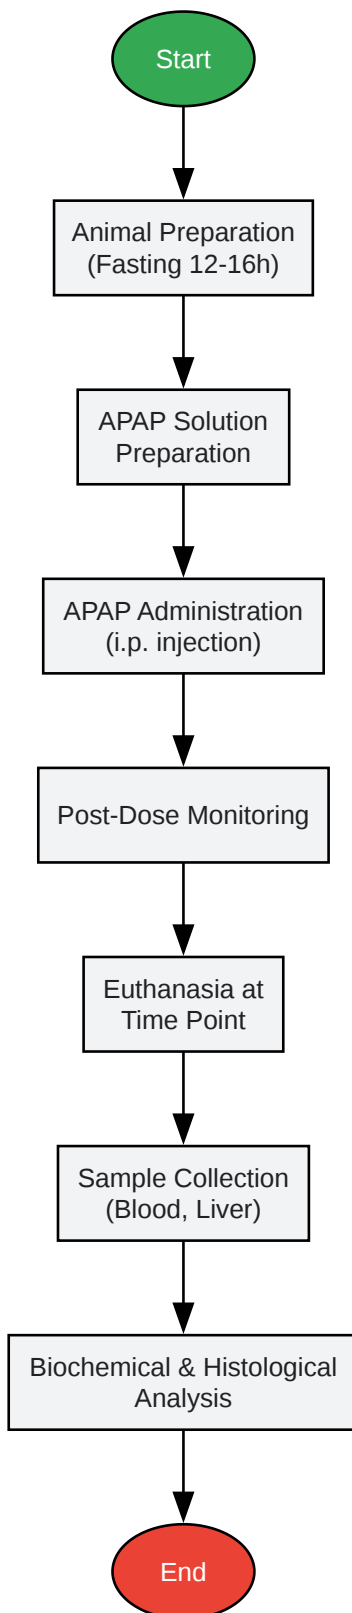 Start
Animal Preparation
(Fasting 12-16h)
APAP Solution
Preparation
APAP Administration
(i.p. injection)
Post-Dose Monitoring
Euthanasia at
Time Point
Sample Collection
(Blood, Liver)
Biochemical & Histological
Analysis
End